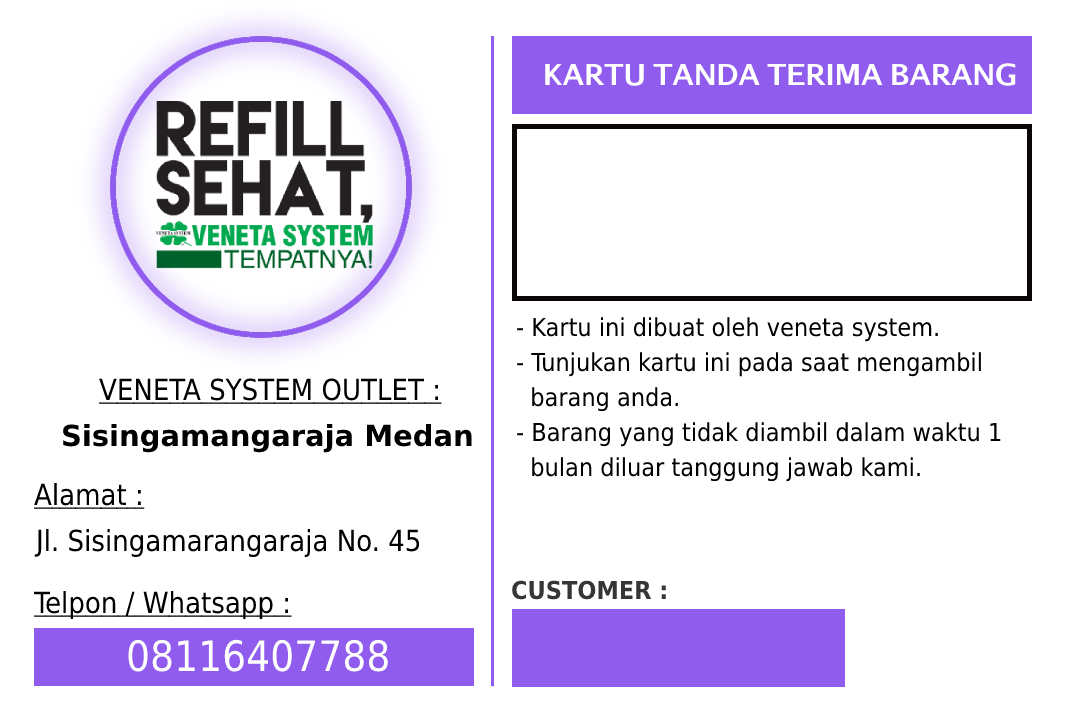 REFILL
SEHAT,
VENETA SYSTEM
VENETA SYSTEM
TEMPATNYA!
VENETA SYSTEM OUTLET :
Sisingamangaraja Medan
Alamat :
Jl. Sisingamarangaraja No. 45
Telpon / Whatsapp :
08116407788
KARTU TANDA TERIMA BARANG
- Kartu ini dibuat oleh veneta system.
- Tunjukan kartu ini pada saat mengambil
barang anda.
- Barang yang tidak diambil dalam waktu 1
bulan diluar tanggung jawab kami.
CUSTOMER :